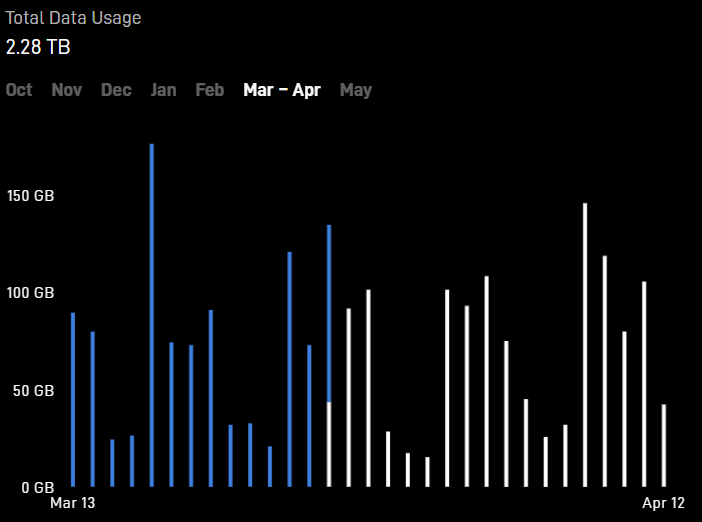 Total Data Usage
2.28 TB
Oct Nov Dec Jan Feb Mar – Apr May
150 GB
100 GB
50 GB
0 GB
Mar 13 Apr 12